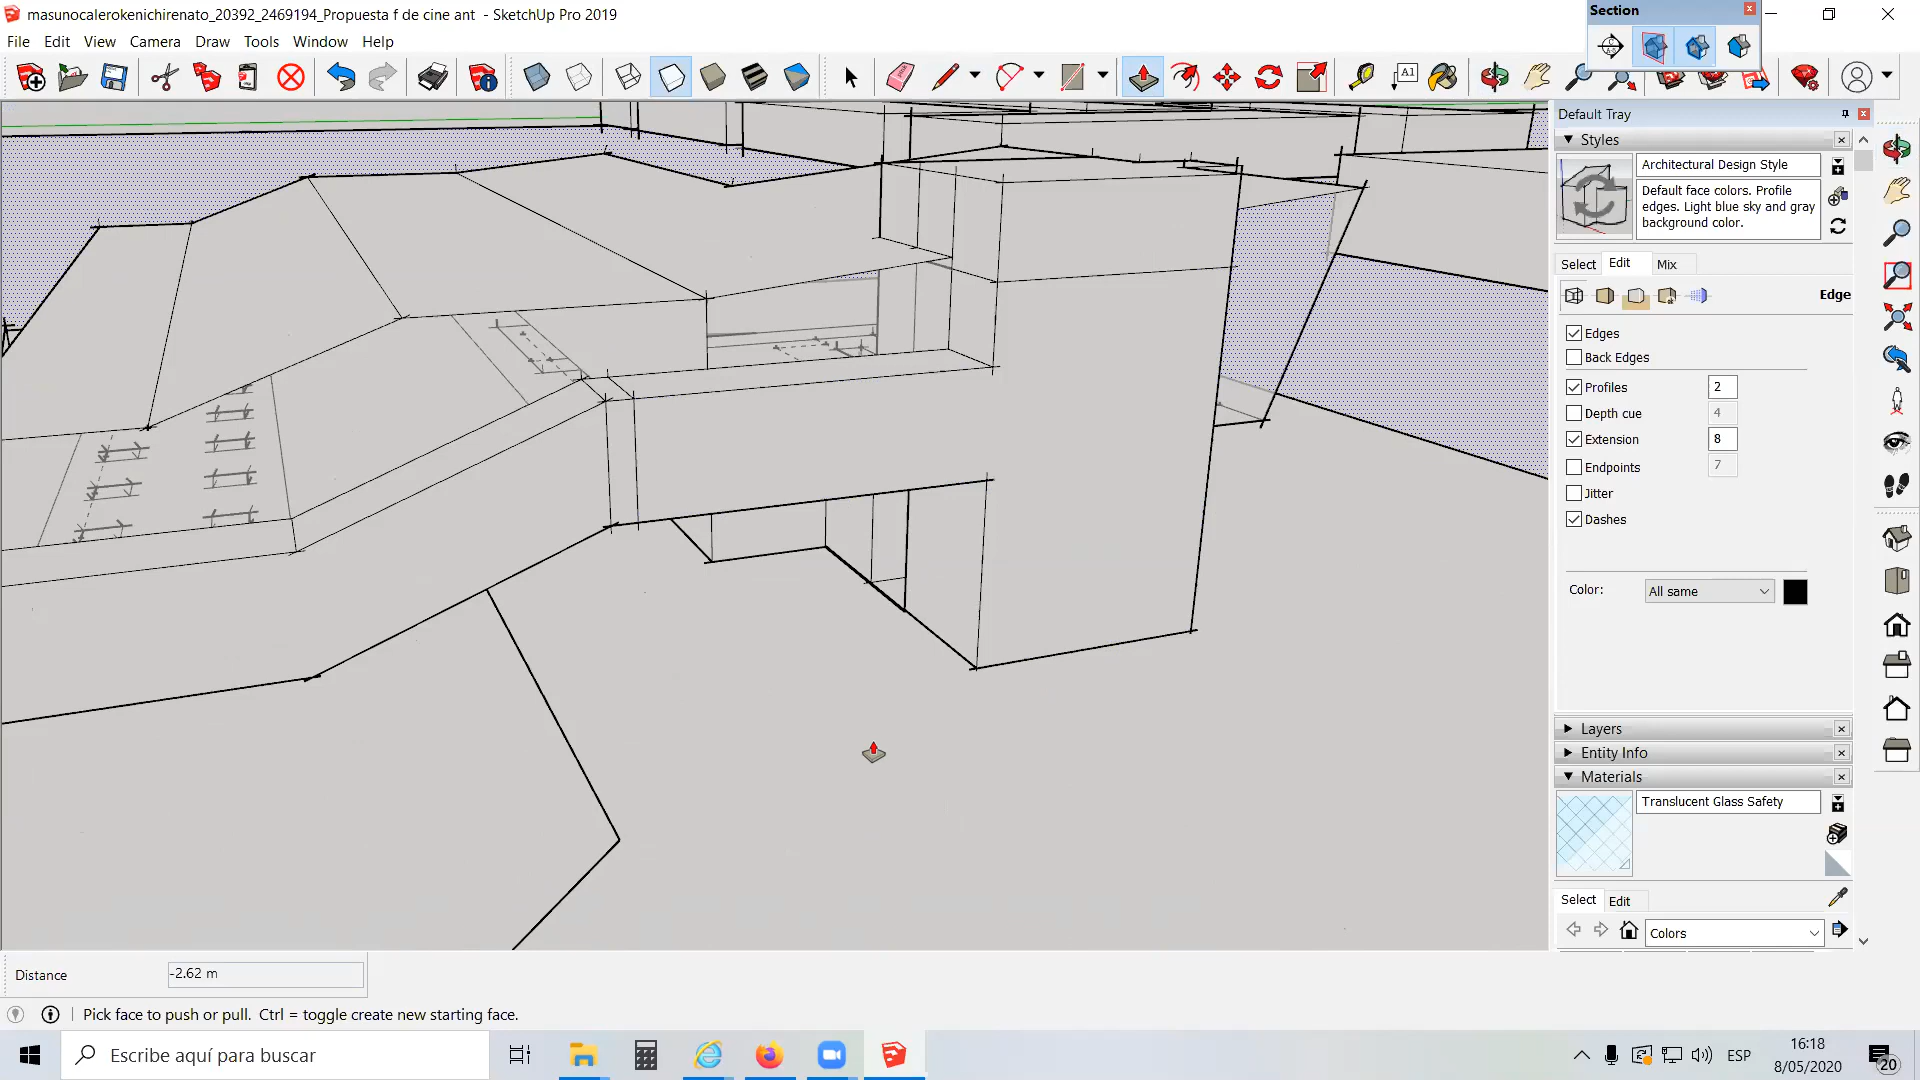 masunocalerokenichirenato_20392_2469194_Propuesta f de cine ant - SketchUp Pro 2019
Section
File Edit View Camera Draw Tools Window Help
A1
Default Tray
Styles
Architectural Design Style
Default face colors. Profile
edges. Light blue sky and gray
background color.
Select Edit Mix
Edge
Edges
Back Edges
Profiles 2
Depth cue 4
Extension 8
Endpoints 7
Jitter
Dashes
Color: All same
Layers
Entity Info
Materials
Translucent Glass Safety
Select Edit
Colors
Distance -2.62 m
Pick face to push or pull. Ctrl = toggle create new starting face.
Escribe aquí para buscar
ESP
16:18
8/05/2020
20